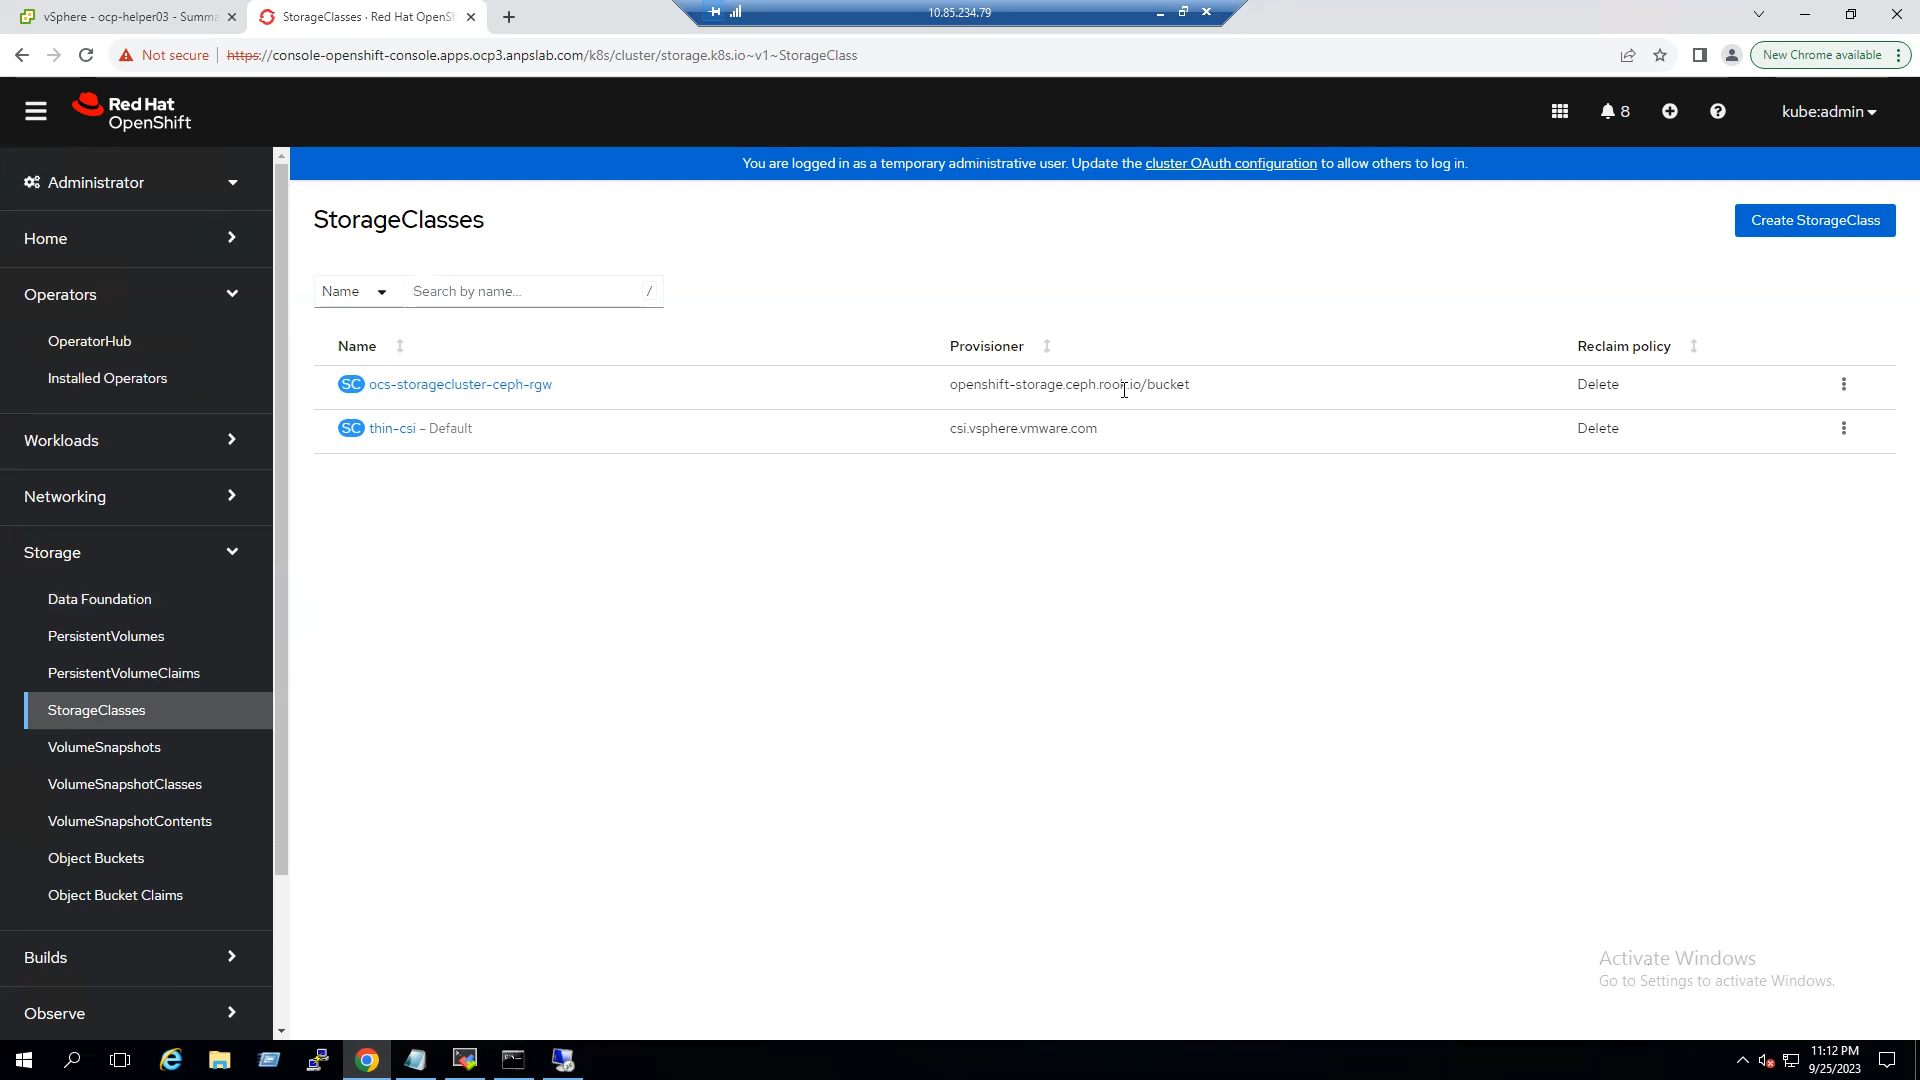 vSphere - ocp-helper03 - Summa
StorageClasses · Red Hat OpenSh
10.85.234.79
Not secure
https://console-openshift-console.apps.ocp3.anpslab.com/k8s/cluster/storage.k8s.io~v1~StorageClass
New Chrome available
Red Hat
OpenShift
8
kube:admin
You are logged in as a temporary administrative user. Update the cluster OAuth configuration to allow others to log in.
Administrator
Home
Operators
OperatorHub
Installed Operators
Workloads
Networking
Storage
Data Foundation
PersistentVolumes
PersistentVolumeClaims
StorageClasses
VolumeSnapshots
VolumeSnapshotClasses
VolumeSnapshotContents
Object Buckets
Object Bucket Claims
Builds
Observe
StorageClasses
Create StorageClass
Name
Search by name...
/
Name
Provisioner
Reclaim policy
SC ocs-storagecluster-ceph-rgw
openshift-storage.ceph.rook.io/bucket
Delete
SC thin-csi – Default
csi.vsphere.vmware.com
Delete
Activate Windows
Go to Settings to activate Windows.
11:12 PM
9/25/2023